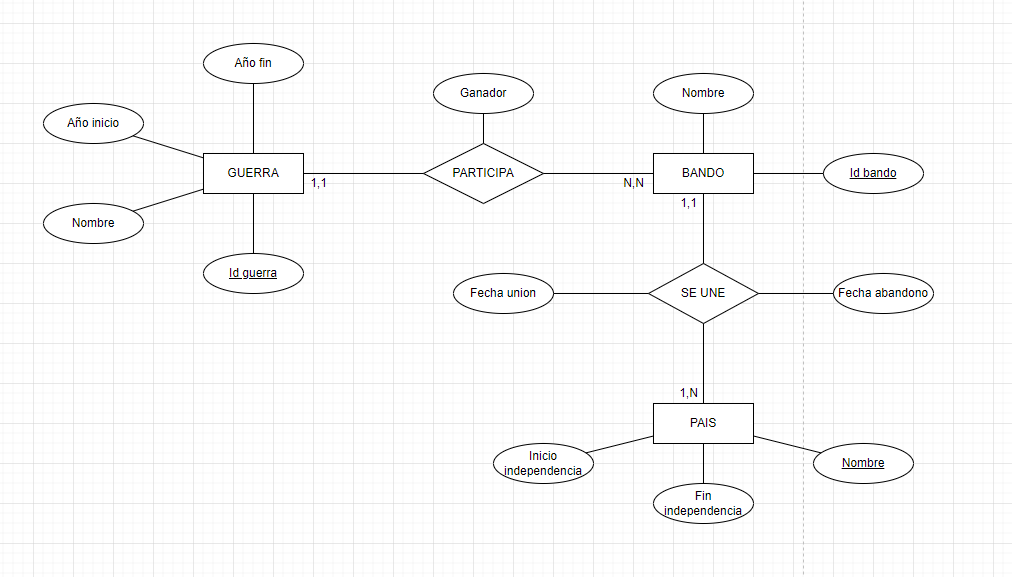 Año fin
Ganador
Nombre
Año inicio
GUERRA
PARTICIPA
BANDO
Id bando
1,1
N,N
1,1
Nombre
Id guerra
Fecha union
SE UNE
Fecha abandono
1,N
PAIS
Inicio
independencia
Nombre
Fin
independencia